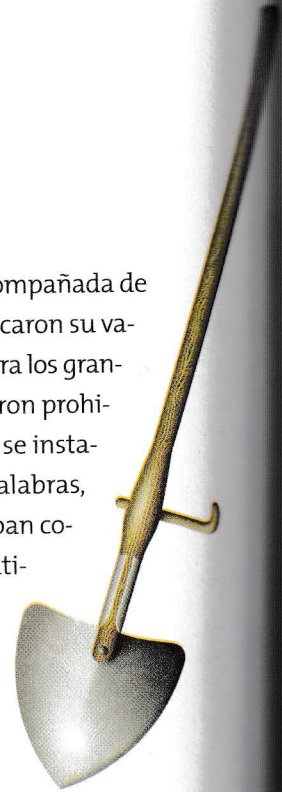 ompañada de
caron su va-
ra los gran-
ron prohi-
se insta-
alabras,
ban co-
ti-